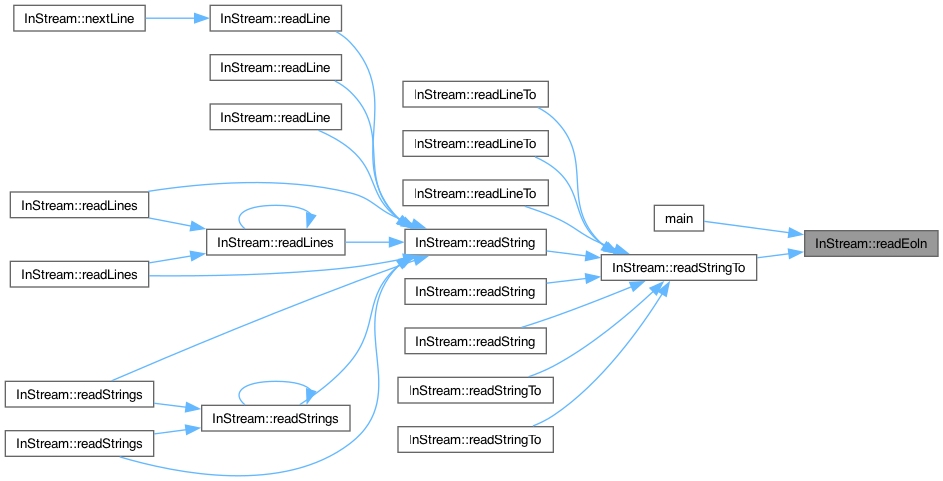 InStream::nextLine
InStream::readLine
InStream::readLine
InStream::readLine
InStream::readLines
InStream::readLines
InStream::readLines
InStream::readStrings
InStream::readStrings
InStream::readStrings
InStream::readLineTo
InStream::readLineTo
InStream::readLineTo
InStream::readString
InStream::readString
InStream::readString
InStream::readStringTo
InStream::readStringTo
main
InStream::readStringTo
InStream::readEoln